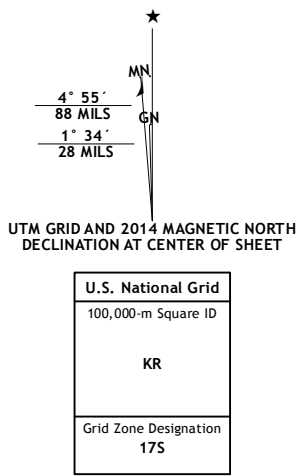 ★
MN
4° 55´
88 MILS
GN
1° 34´
28 MILS
UTM GRID AND 2014 MAGNETIC NORTH
DECLINATION AT CENTER OF SHEET
U.S. National Grid
100,000-m Square ID
KR
Grid Zone Designation
17S